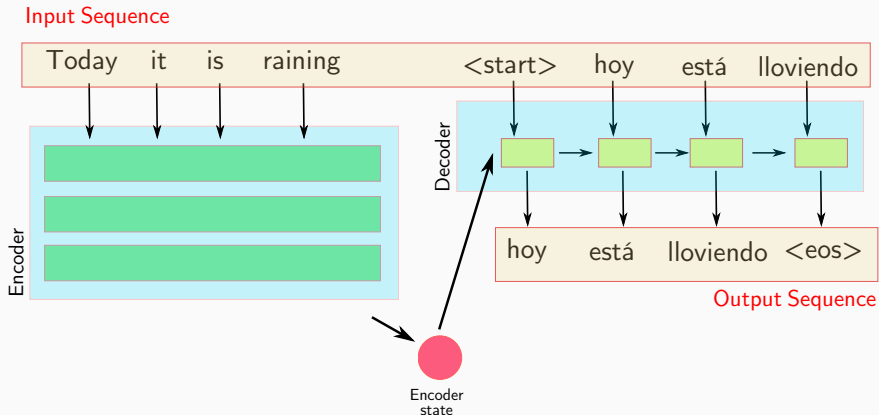 Input Sequence
Today it is raining <start> hoy está lloviendo
Encoder
Decoder
hoy está lloviendo <eos>
Output Sequence
Encoder
state